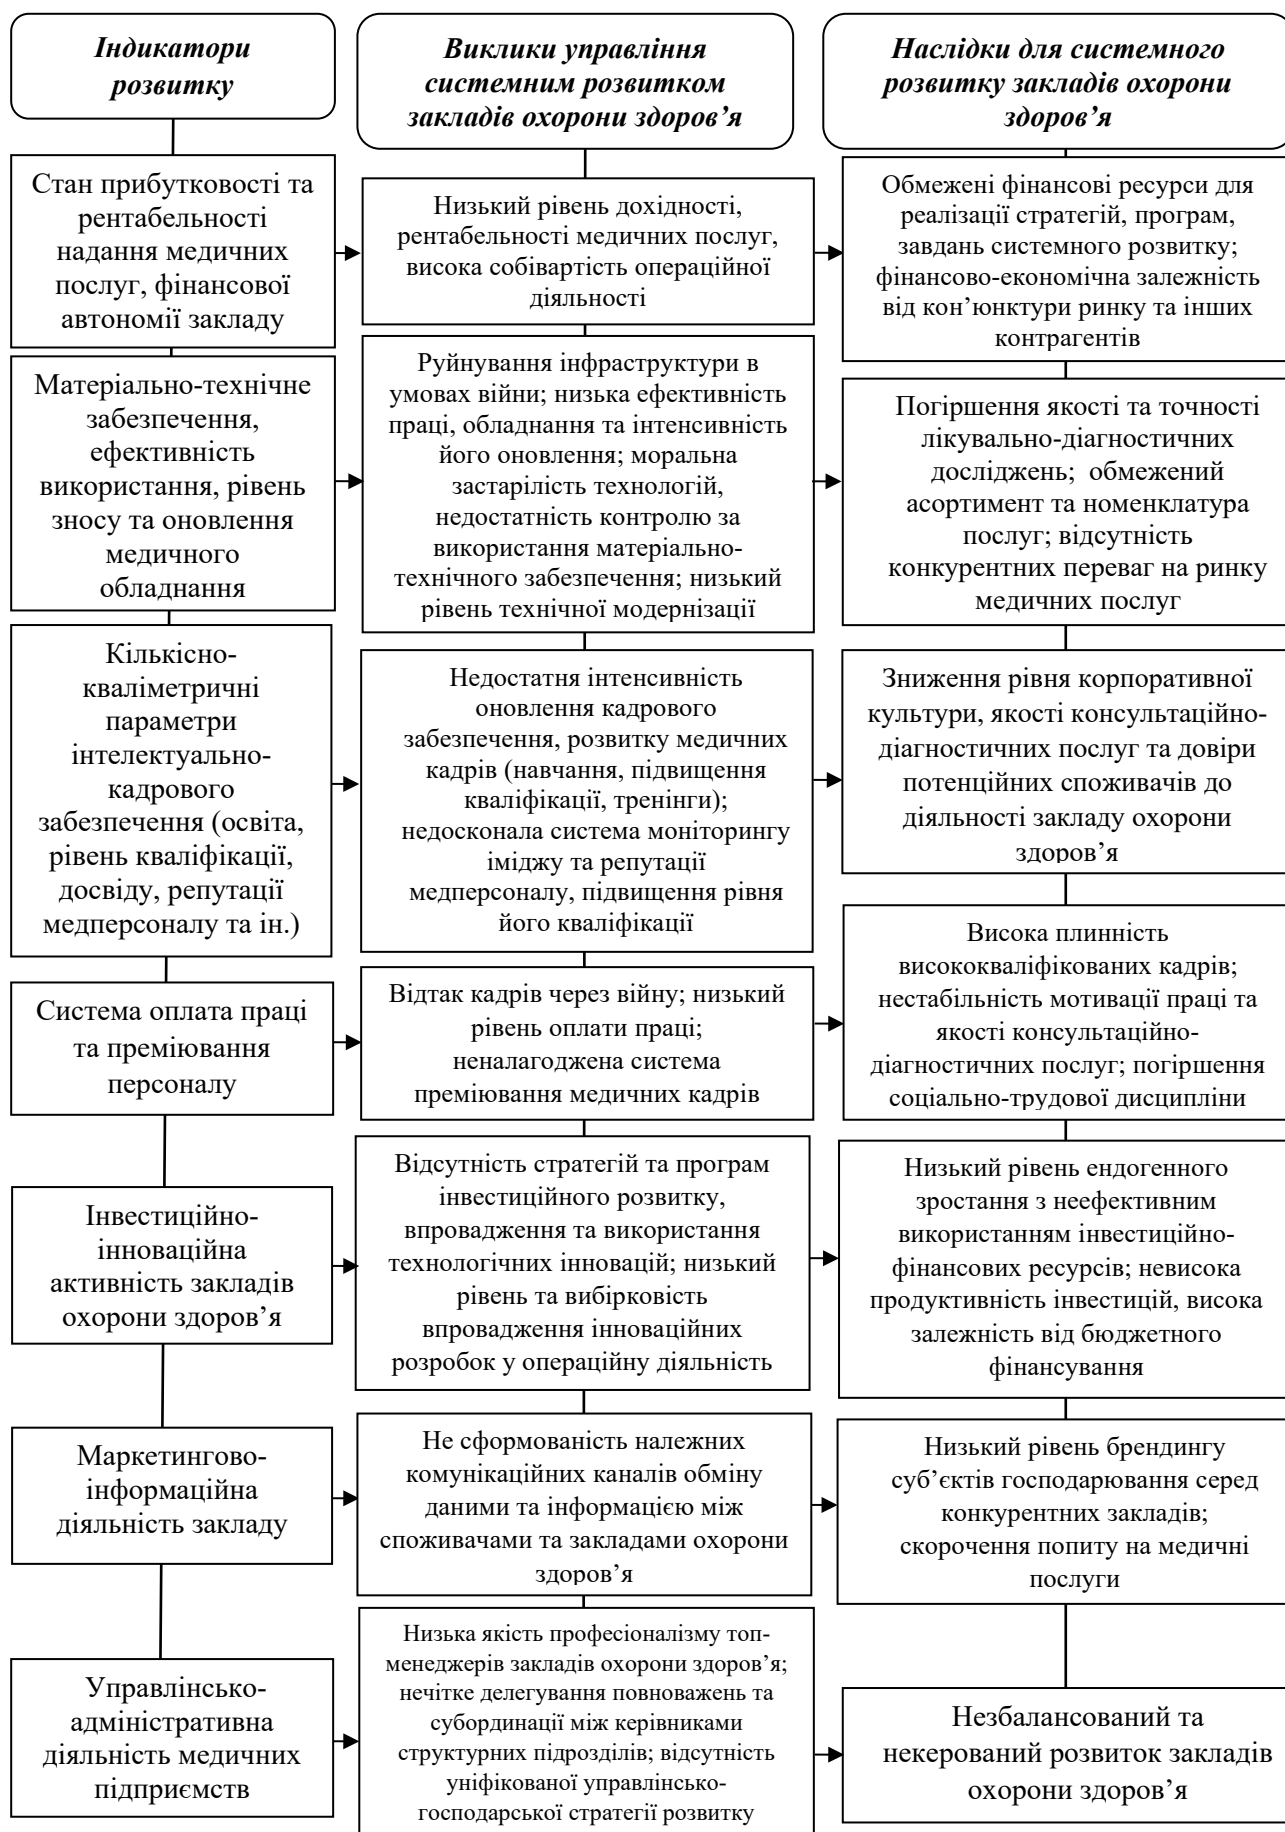 Індикатори
розвитку
Виклики управління
системним розвитком
закладів охорони здоров’я
Наслідки для системного
розвитку закладів охорони
здоров’я
Стан прибутковості та
рентабельності
надання медичних
послуг, фінансової
автономії закладу
Низький рівень дохідності,
рентабельності медичних послуг,
висока собівартість операційної
діяльності
Обмежені фінансові ресурси для
реалізації стратегій, програм,
завдань системного розвитку;
фінансово-економічна залежність
від кон’юнктури ринку та інших
контрагентів
Матеріально-технічне
забезпечення,
ефективність
використання, рівень
зносу та оновлення
медичного
обладнання
Руйнування інфраструктури в
умовах війни; низька ефективність
праці, обладнання та інтенсивність
його оновлення; моральна
застарілість технологій,
недостатність контролю за
використання матеріально-
технічного забезпечення; низький
рівень технічної модернізації
Погіршення якості та точності
лікувально-діагностичних
досліджень; обмежений
асортимент та номенклатура
послуг; відсутність
конкурентних переваг на ринку
медичних послуг
Кількісно-
кваліметричні
параметри
інтелектуально-
кадрового
забезпечення (освіта,
рівень кваліфікації,
досвіду, репутації
медперсоналу та ін.)
Недостатня інтенсивність
оновлення кадрового
забезпечення, розвитку медичних
кадрів (навчання, підвищення
кваліфікації, тренінги);
недосконала система моніторингу
іміджу та репутації
медперсоналу, підвищення рівня
його кваліфікації
Зниження рівня корпоративної
культури, якості консультаційно-
діагностичних послуг та довіри
потенційних споживачів до
діяльності закладу охорони
здоров’я
Система оплата праці
та преміювання
персоналу
Відтак кадрів через війну; низький
рівень оплати праці;
неналагоджена система
преміювання медичних кадрів
Висока плинність
висококваліфікованих кадрів;
нестабільність мотивації праці та
якості консультаційно-
діагностичних послуг; погіршення
соціально-трудової дисципліни
Інвестиційно-
інноваційна
активність закладів
охорони здоров’я
Відсутність стратегій та програм
інвестиційного розвитку,
впровадження та використання
технологічних інновацій; низький
рівень та вибірковість
впровадження інноваційних
розробок у операційну діяльність
Низький рівень ендогенного
зростання з неефективним
використанням інвестиційно-
фінансових ресурсів; невисока
продуктивність інвестицій, висока
залежність від бюджетного
фінансування
Маркетингово-
інформаційна
діяльність закладу
Не сформованість належних
комунікаційних каналів обміну
даними та інформацією між
споживачами та закладами охорони
здоров’я
Низький рівень брендингу
суб’єктів господарювання серед
конкурентних закладів;
скорочення попиту на медичні
послуги
Управлінсько-
адміністративна
діяльність медичних
підприємств
Низька якість професіоналізму топ-
менеджерів закладів охорони здоров’я;
нечітке делегування повноважень та
субординації між керівниками
структурних підрозділів; відсутність
уніфікованої управлінсько-
господарської стратегії розвитку
Незбалансований та
некерований розвиток закладів
охорони здоров’я